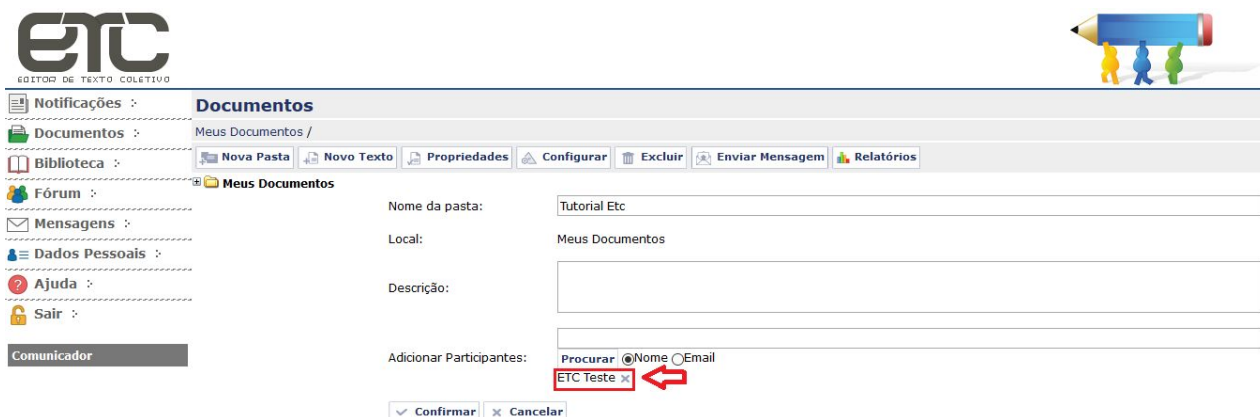 ETC
EDITOR DE TEXTO COLETIVO
Notificações
Documentos
Biblioteca
Fórum
Mensagens
Dados Pessoais
Ajuda
Sair
Comunicador
Documentos
Meus Documentos /
Nova Pasta Novo Texto Propriedades Configurar Excluir Enviar Mensagem Relatórios
Meus Documentos
Nome da pasta: Tutorial Etc
Local: Meus Documentos
Descrição:
Adicionar Participantes: Procurar Nome Email
ETC Teste
Confirmar Cancelar